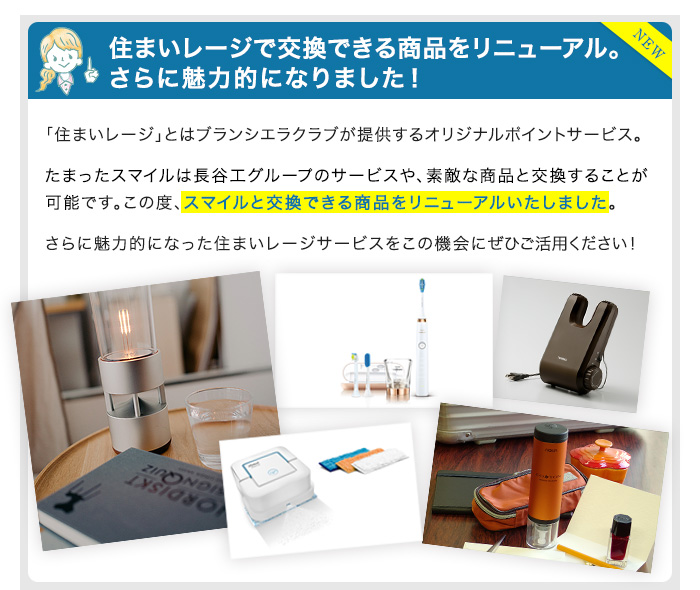 住まいレージで交換できる商品をリニューアル。
さらに魅力的になりました！
NEW
「住まいレージ」とはブランシエラクラブが提供するオリジナルポイントサービス。
たまったスマイルは長谷工グループのサービスや、素敵な商品と交換することが
可能です。この度、スマイルと交換できる商品をリニューアルいたしました。
さらに魅力的になった住まいレージサービスをこの機会にぜひご活用ください！
NORDISKT
DESIGNQUIZ